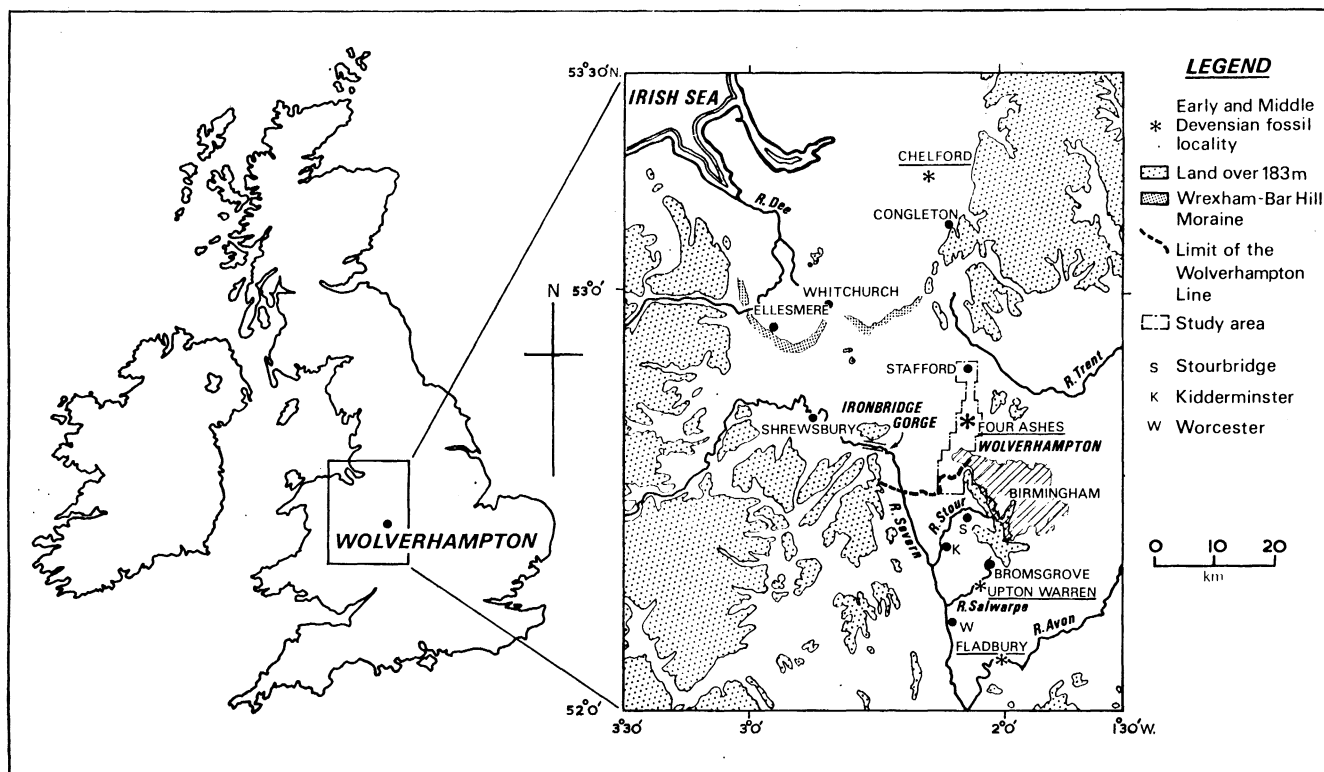 N
WOLVERHAMPTON
53°30'N.
53°0'
52°0'
3°30'
3°0'
2°0'
1°30'W.
IRISH SEA
R. Dee
CHELFORD
CONGLETON
WHITCHURCH
ELLESMERE
R. Trent
STAFFORD
IRONBRIDGE
GORGE
SHREWSBURY
FOUR ASHES
WOLVERHAMPTON
BIRMINGHAM
R. Severn
R. Stour
S
K
BROMSGROVE
UPTON WARREN
R. Salwarpe
W
R. Avon
FLADBURY
LEGEND
Early and Middle
* Devensian fossil
locality
Land over 183m
Wrexham-Bar Hill
Moraine
Limit of the
Wolverhampton
Line
Study area
S Stourbridge
K Kidderminster
W Worcester
0 10 20
km